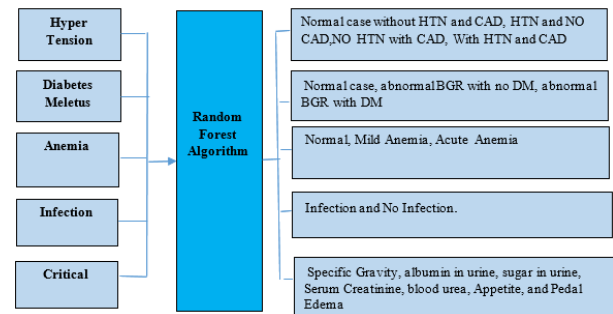 Hyper
Tension
Diabetes
Meletus
Anemia
Infection
Critical
Random
Forest
Algorithm
Normal case without HTN and CAD, HTN and NO
CAD,NO HTN with CAD, With HTN and CAD
Normal case, abnormal BGR with no DM, abnormal
BGR with DM
Normal, Mild Anemia, Acute Anemia
Infection and No Infection.
Specific Gravity, albumin in urine, sugar in urine,
Serum Creatinine, blood urea, Appetite, and Pedal
Edema